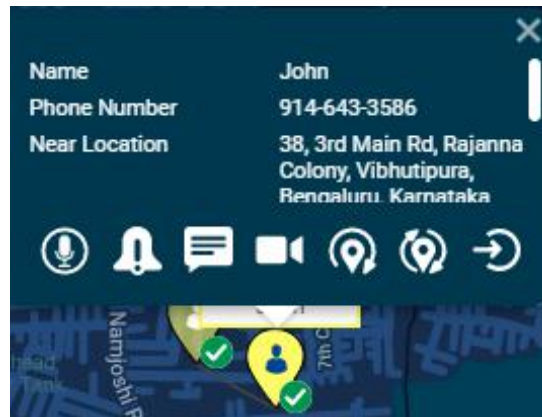 Name John
Phone Number 914-643-3586
Near Location 38, 3rd Main Rd, Rajanna
Colony, Vibhutipura,
Bengaluru, Karnataka
Namjoshi
7th C
Tank